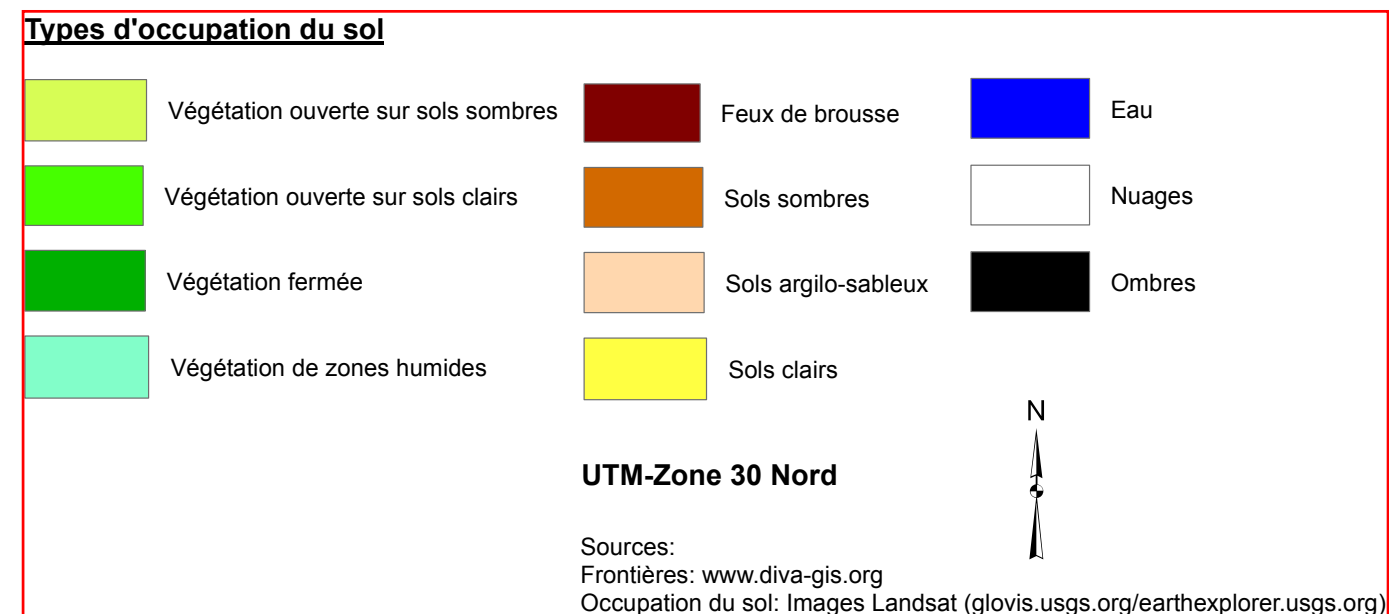 Types d'occupation du sol
Végétation ouverte sur sols sombres
Végétation ouverte sur sols clairs
Végétation fermée
Végétation de zones humides
Feux de brousse
Sols sombres
Sols argilo-sableux
Sols clairs
Eau
Nuages
Ombres
N
UTM-Zone 30 Nord
Sources:
Frontières: www.diva-gis.org
Occupation du sol: Images Landsat (glovis.usgs.org/earthexplorer.usgs.org)